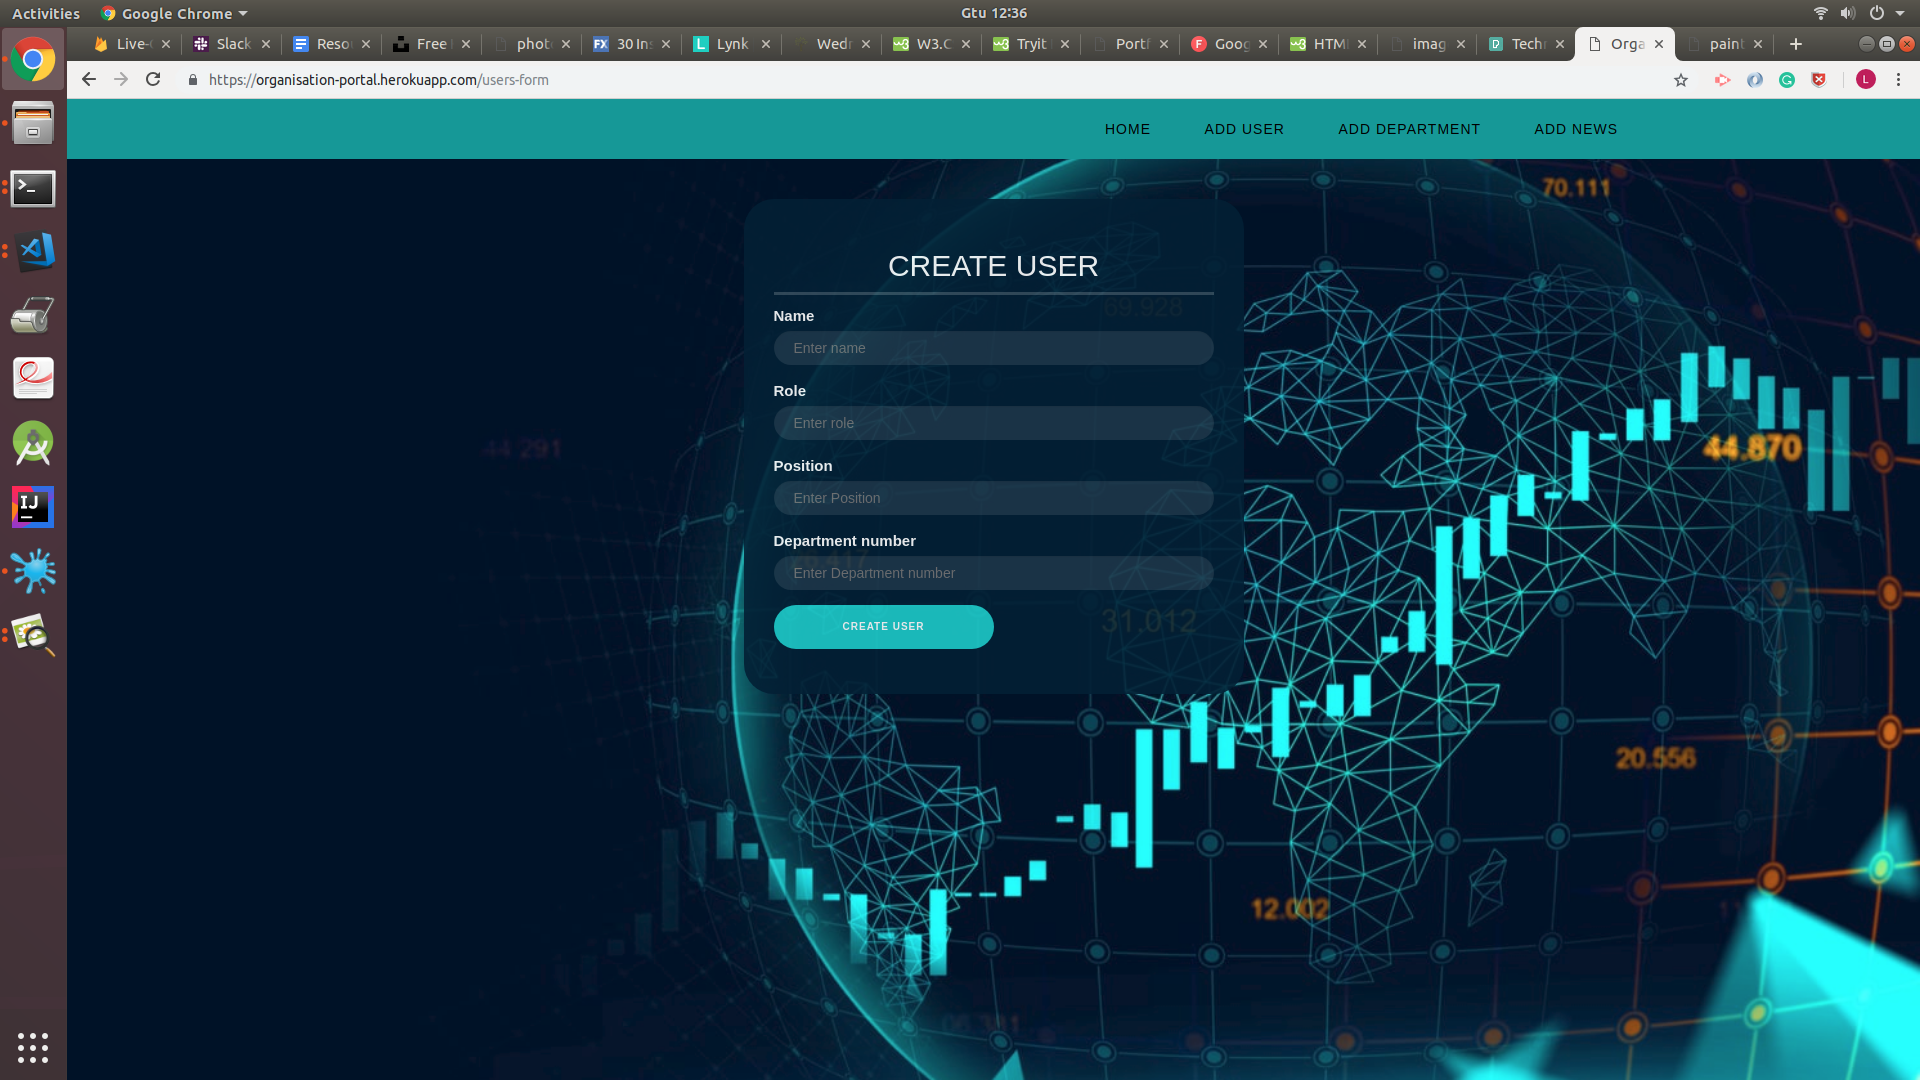 Activities Google Chrome Gtu 12:36
Live- Slack Reso Free phot 30 Ins Lynk Wedn W3.C Tryit Portf Goog HTM imag Techn Orga paint
https://organisation-portal.herokuapp.com/users-form L
HOME ADD USER ADD DEPARTMENT ADD NEWS
70.111
CREATE USER
69.928
Name
Enter name
Role
Enter role
44.870
44.291
Position
Enter Position
Department number
Enter Department number
31.012
CREATE USER
20.556
12.002